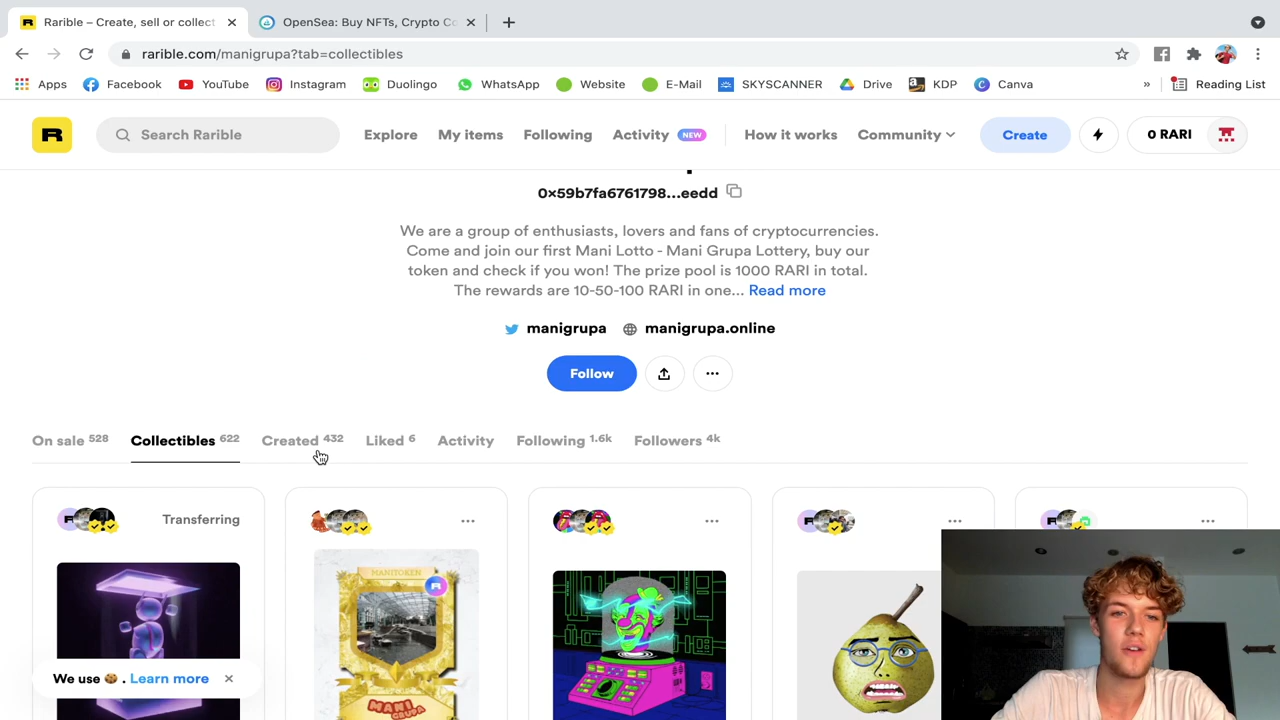 Rarible – Create, sell or collect
OpenSea: Buy NFTs, Crypto Co
rarible.com/manigrupa?tab=collectibles
Apps Facebook YouTube Instagram Duolingo WhatsApp Website E-Mail SKYSCANNER Drive KDP Canva » Reading List
R Search Rarible Explore My items Following Activity NEW How it works Community Create 0 RARI
0x59b7fa6761798...eedd
We are a group of enthusiasts, lovers and fans of cryptocurrencies.
Come and join our first Mani Lotto - Mani Grupa Lottery, buy our
token and check if you won! The prize pool is 1000 RARI in total.
The rewards are 10-50-100 RARI in one... Read more
manigrupa manigrupa.online
Follow
On sale 528 Collectibles 622 Created 432 Liked 6 Activity Following 1.6k Followers 4k
Transferring
MANITOKEN
MANI
GRUPA
We use 🍪 . Learn more